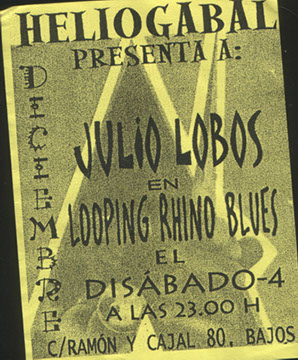 HELIOGABAL
PRESENTA A:
DICIEMBRE
JULIO LOBOS
EN
LOOPING RHINO BLUES
EL
DISÁBADO-4
A LAS 23.00 H
C/RAMÓN Y CAJAL 80, BAJOS